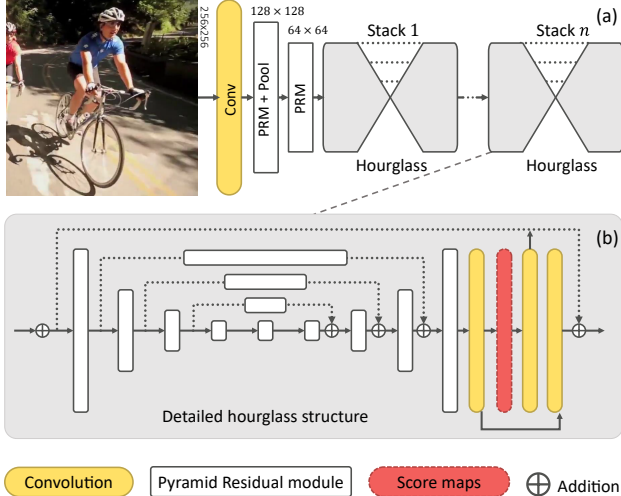 256x256
Conv
128 × 128
PRM + Pool
64 × 64
PRM
Stack 1
Hourglass
Stack n
Hourglass
(a)
(b)
Detailed hourglass structure
Convolution
Pyramid Residual module
Score maps
Addition